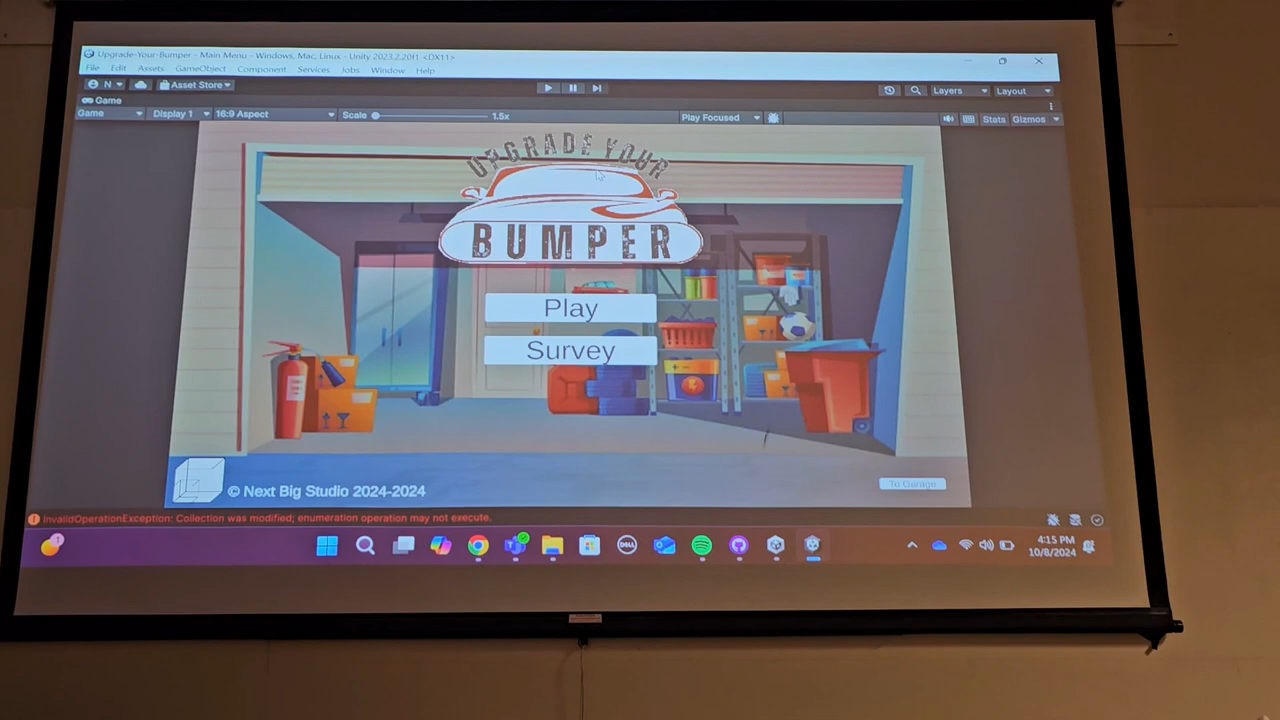 Upgrade-Your-Bumper - Main Menu - Windows, Mac, Linux - Unity 2023.2.20f1 <DX11>
File Edit Assets GameObject Component Services Jobs Window Help
N Asset Store Layers Layout
Game
Game Display 1 16:9 Aspect Scale 1.5x Play Focused Stats Gizmos
UPGRADE YOUR
BUMPER
Play
Survey
© Next Big Studio 2024-2024
To Garage
InvalidOperationException: Collection was modified; enumeration operation may not execute.
1
DELL
4:15 PM
10/8/2024